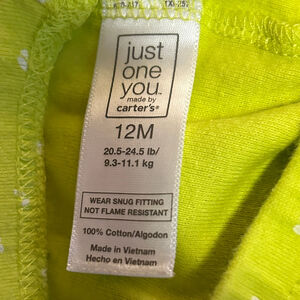 just
one
you.
made by
carter's®
12M
20.5-24.5 lb/
9.3-11.1 kg
WEAR SNUG FITTING
NOT FLAME RESISTANT
100% Cotton/Algodon
Made in Vietnam
Hecho en Vietnam